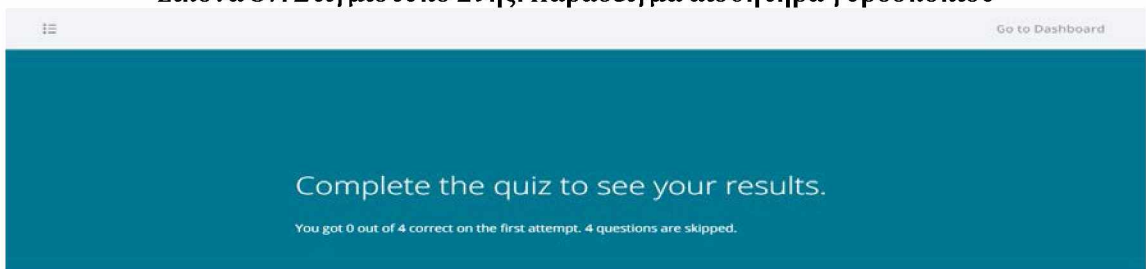 Go to Dashboard
Complete the quiz to see your results.
You got 0 out of 4 correct on the first attempt. 4 questions are skipped.